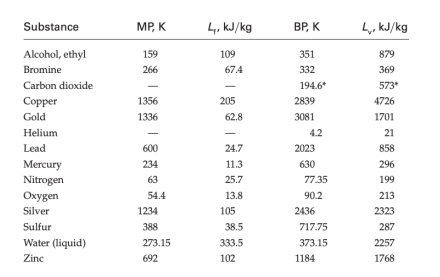 Substance MP, K Lf, kJ/kg BP, K Lv, kJ/kg
Alcohol, ethyl 159 109 351 879
Bromine 266 67.4 332 369
Carbon dioxide — — 194.6* 573*
Copper 1356 205 2839 4726
Gold 1336 62.8 3081 1701
Helium — — 4.2 21
Lead 600 24.7 2023 858
Mercury 234 11.3 630 296
Nitrogen 63 25.7 77.35 199
Oxygen 54.4 13.8 90.2 213
Silver 1234 105 2436 2323
Sulfur 388 38.5 717.75 287
Water (liquid) 273.15 333.5 373.15 2257
Zinc 692 102 1184 1768